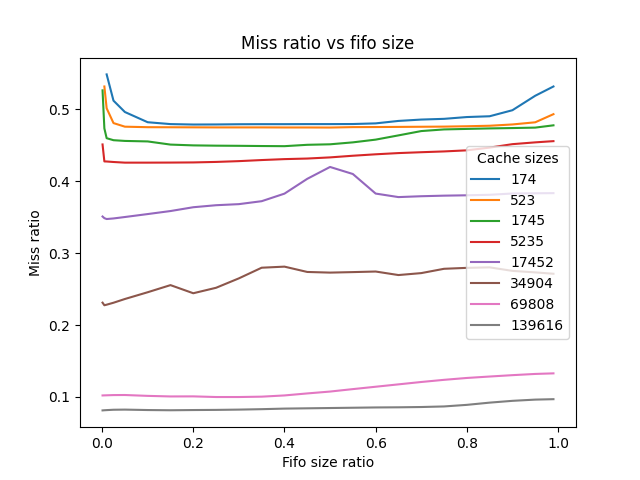 Miss ratio vs fifo size
Miss ratio
0.5
0.4
0.3
0.2
0.1
Cache sizes
174
523
1745
5235
17452
34904
69808
139616
0.0 0.2 0.4 0.6 0.8 1.0
Fifo size ratio